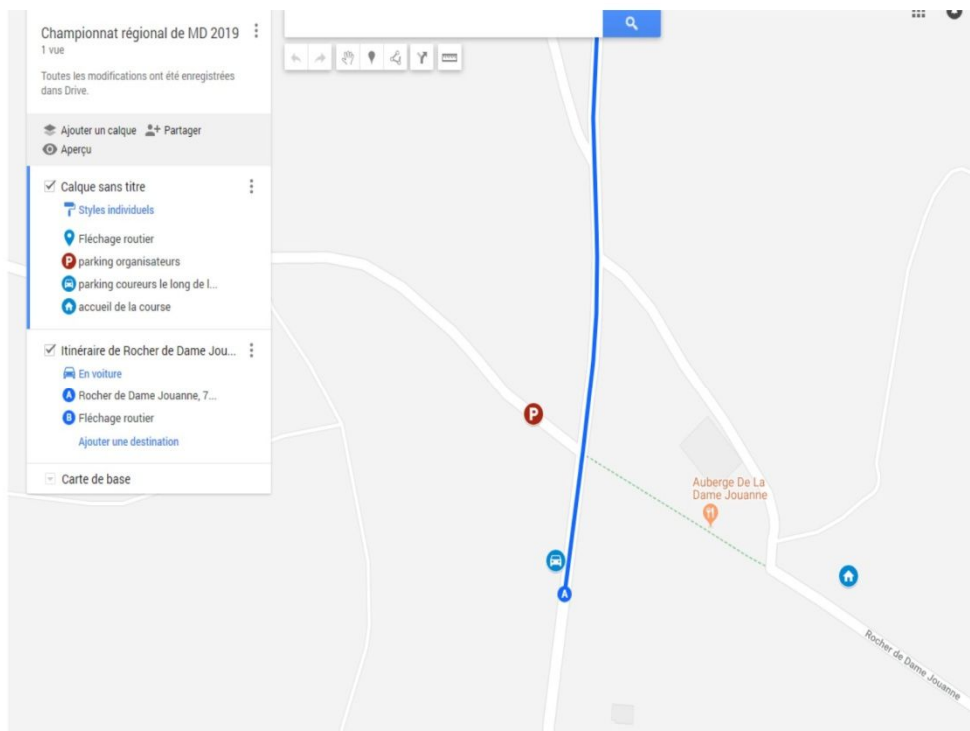 Championnat régional de MD 2019
1 vue
Toutes les modifications ont été enregistrées
dans Drive.
Ajouter un calque
Partager
Aperçu
Calque sans titre
Styles individuels
Fléchage routier
P parking organisateurs
parking coureurs le long de l...
accueil de la course
Itinéraire de Rocher de Dame Jou...
En voiture
A Rocher de Dame Jouanne, 7...
B Fléchage routier
Ajouter une destination
Carte de base
P
Auberge De La
Dame Jouanne
A
Rocher de Dame Jouanne